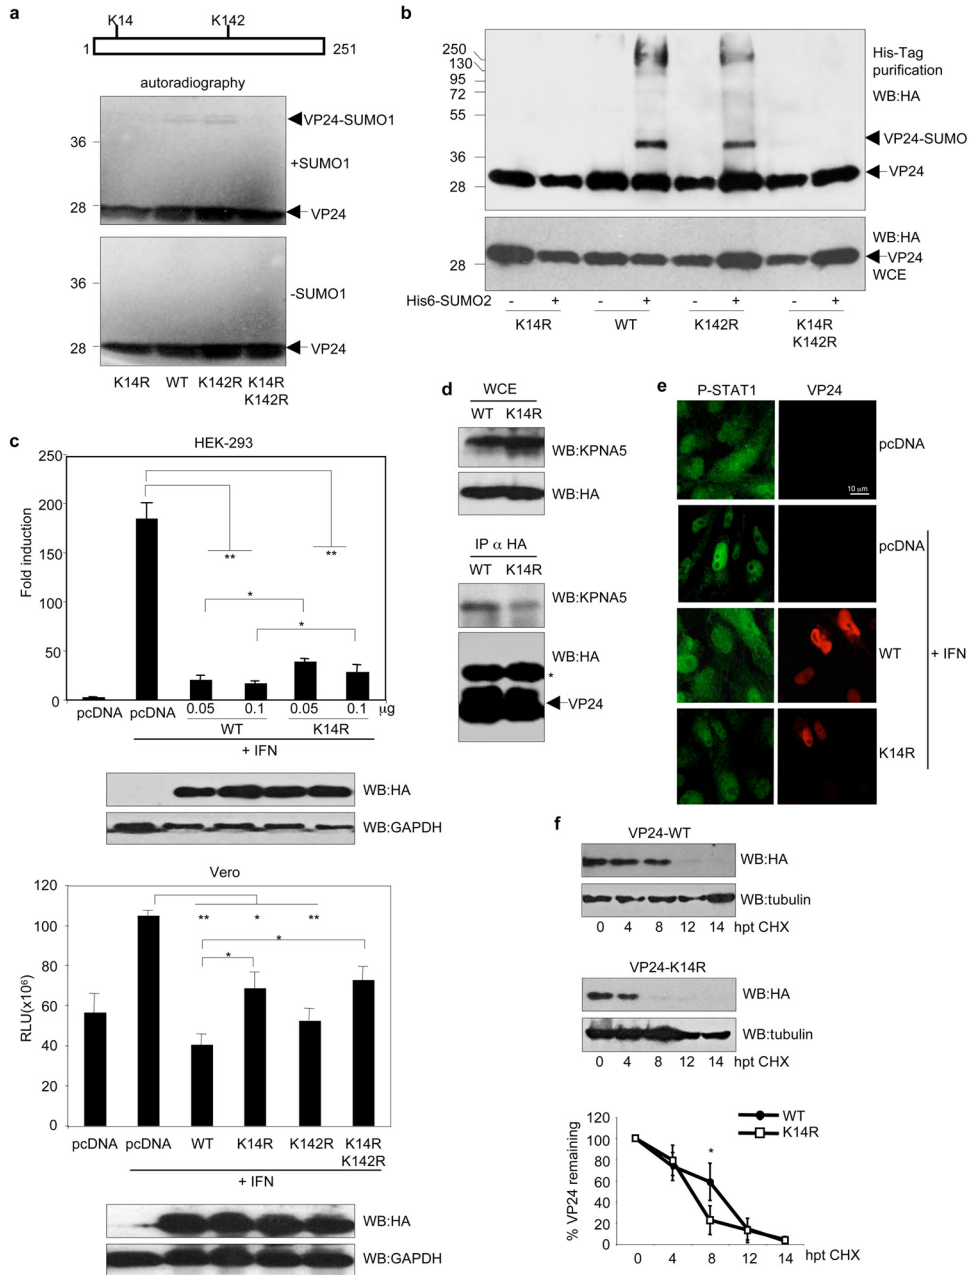 a
K14
K142
1
251
autoradiography
VP24-SUMO1
36
+SUMO1
28
VP24
36
-SUMO1
28
VP24
K14R WT K142R K14R
K142R
b
250
130
95
72
55
36
28
His-Tag
purification
WB:HA
VP24-SUMO
VP24
28
WB:HA
VP24
WCE
His6-SUMO2 - + - + - + - +
K14R WT K142R K14R
K142R
c
HEK-293
Fold induction
250
200
150
100
50
0
**
**
*
*
pcDNA pcDNA 0.05 0.1 0.05 0.1 μg
WT K14R
+ IFN
WB:HA
WB:GAPDH
Vero
RLU(x10⁶)
120
100
80
60
40
20
0
** * **
*
*
pcDNA pcDNA WT K14R K142R K14R
K142R
+ IFN
WB:HA
WB:GAPDH
d
WCE
WT K14R
WB:KPNA5
WB:HA
IP α HA
WT K14R
WB:KPNA5
WB:HA
*
VP24
e
P-STAT1 VP24
pcDNA
10 μm
pcDNA
WT
+ IFN
K14R
f
VP24-WT
WB:HA
WB:tubulin
0 4 8 12 14 hpt CHX
VP24-K14R
WB:HA
WB:tubulin
0 4 8 12 14 hpt CHX
% VP24 remaining
120
100
80
60
40
20
0
WT
K14R
*
0 4 8 12 14 hpt CHX